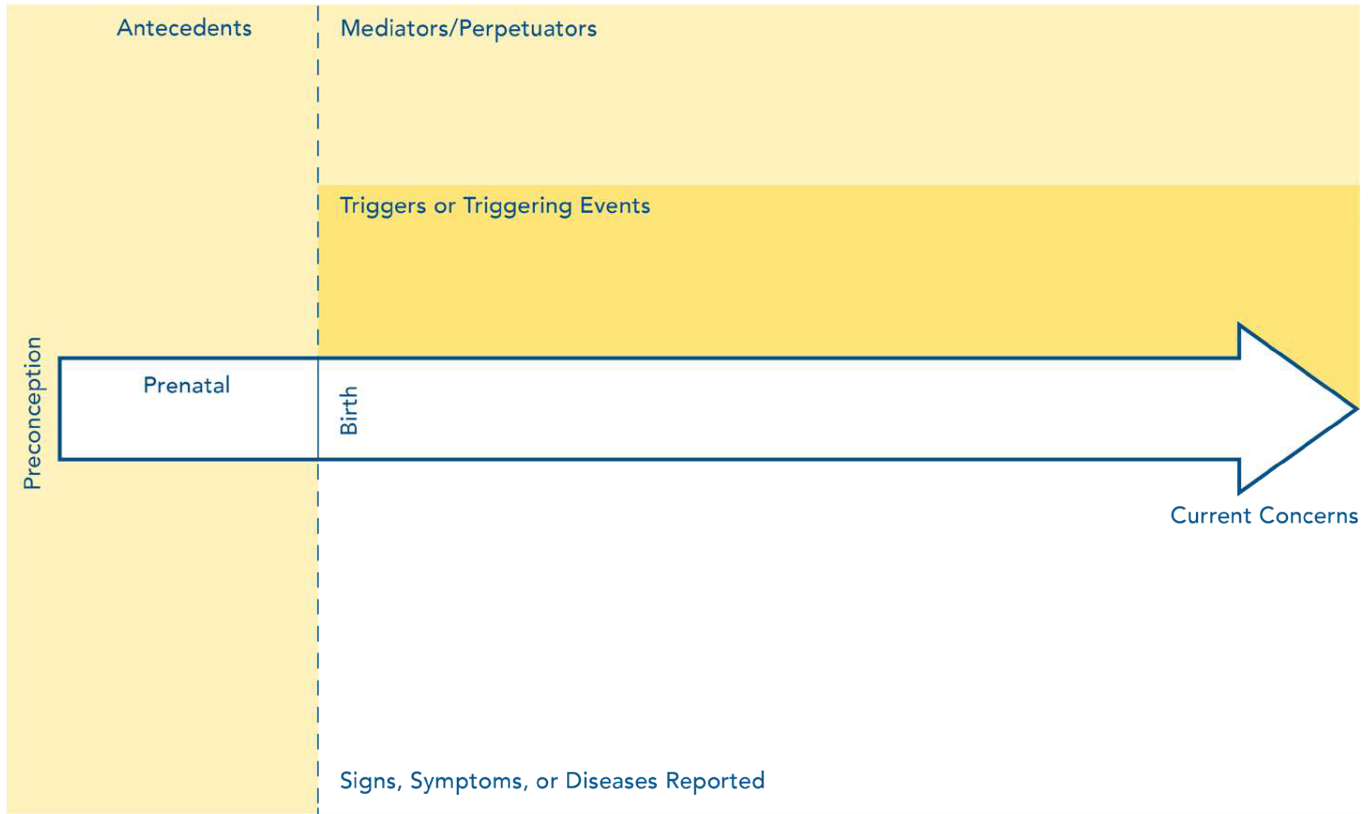 Antecedents
Mediators/Perpetuators
Triggers or Triggering Events
Preconception
Prenatal
Birth
Current Concerns
Signs, Symptoms, or Diseases Reported